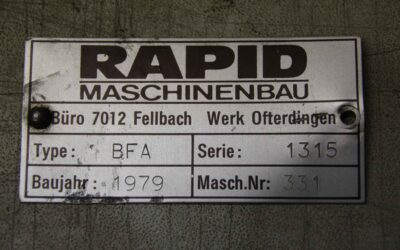 RAPID
MASCHINENBAU
Büro 7012 Fellbach Werk Ofterdingen
Type: BFA Serie: 1315
Baujahr: 1979 Masch.Nr: 331